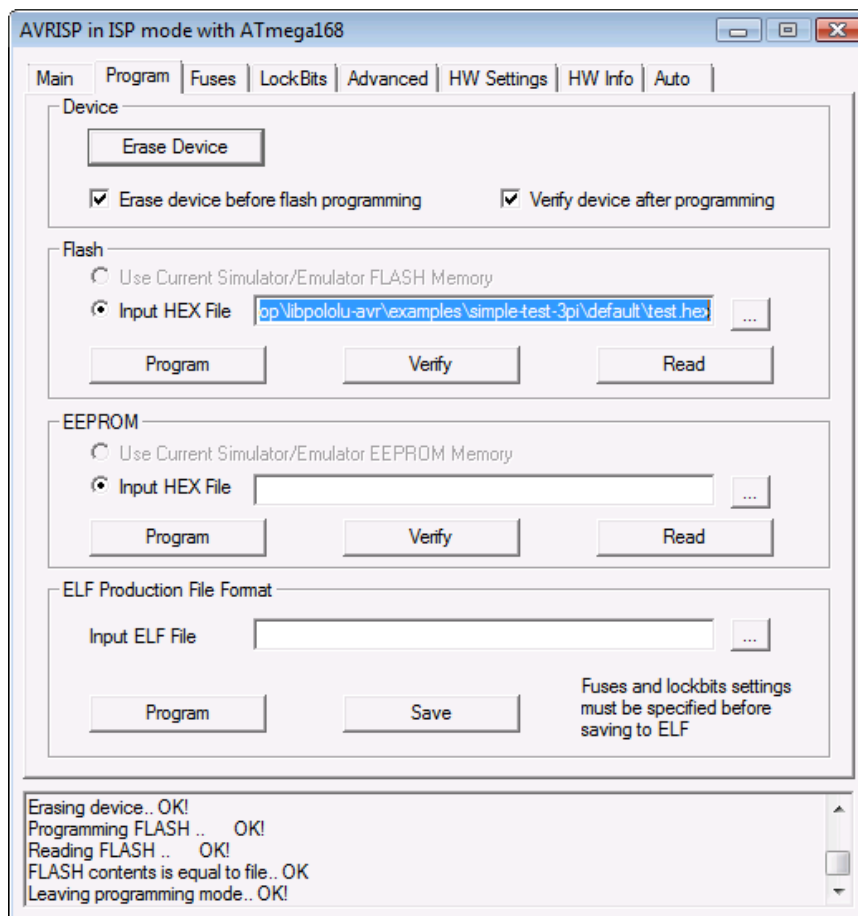 AVRISP in ISP mode with ATmega168
Main Program Fuses LockBits Advanced HW Settings HW Info Auto
Device
Erase Device
Erase device before flash programming Verify device after programming
Flash
Use Current Simulator/Emulator FLASH Memory
Input HEX File op\libpololu-avr\examples\simple-test-3pi\default\test.hex ...
Program Verify Read
EEPROM
Use Current Simulator/Emulator EEPROM Memory
Input HEX File ...
Program Verify Read
ELF Production File Format
Input ELF File ...
Fuses and lockbits settings
must be specified before
saving to ELF
Program Save
Erasing device.. OK!
Programming FLASH .. OK!
Reading FLASH .. OK!
FLASH contents is equal to file.. OK
Leaving programming mode.. OK!